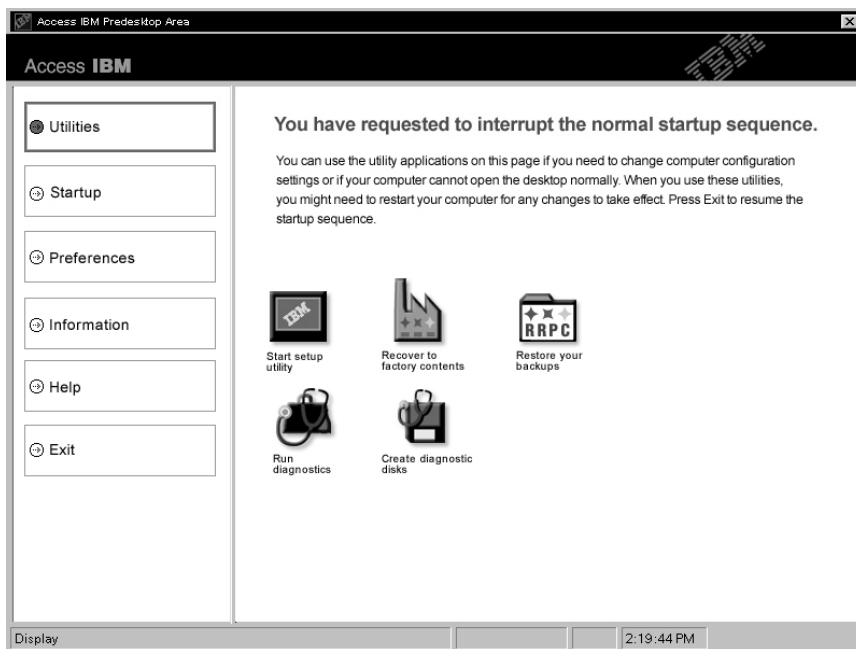 Access IBM Predesktop Area
Access IBM
IBM
Utilities
Startup
Preferences
Information
Help
Exit
You have requested to interrupt the normal startup sequence.
You can use the utility applications on this page if you need to change computer configuration
settings or if your computer cannot open the desktop normally. When you use these utilities,
you might need to restart your computer for any changes to take effect. Press Exit to resume the
startup sequence.
IBM
Start setup
utility
Recover to
factory contents
RRPC
Restore your
backups
Run
diagnostics
Create diagnostic
disks
Display
2:19:44 PM